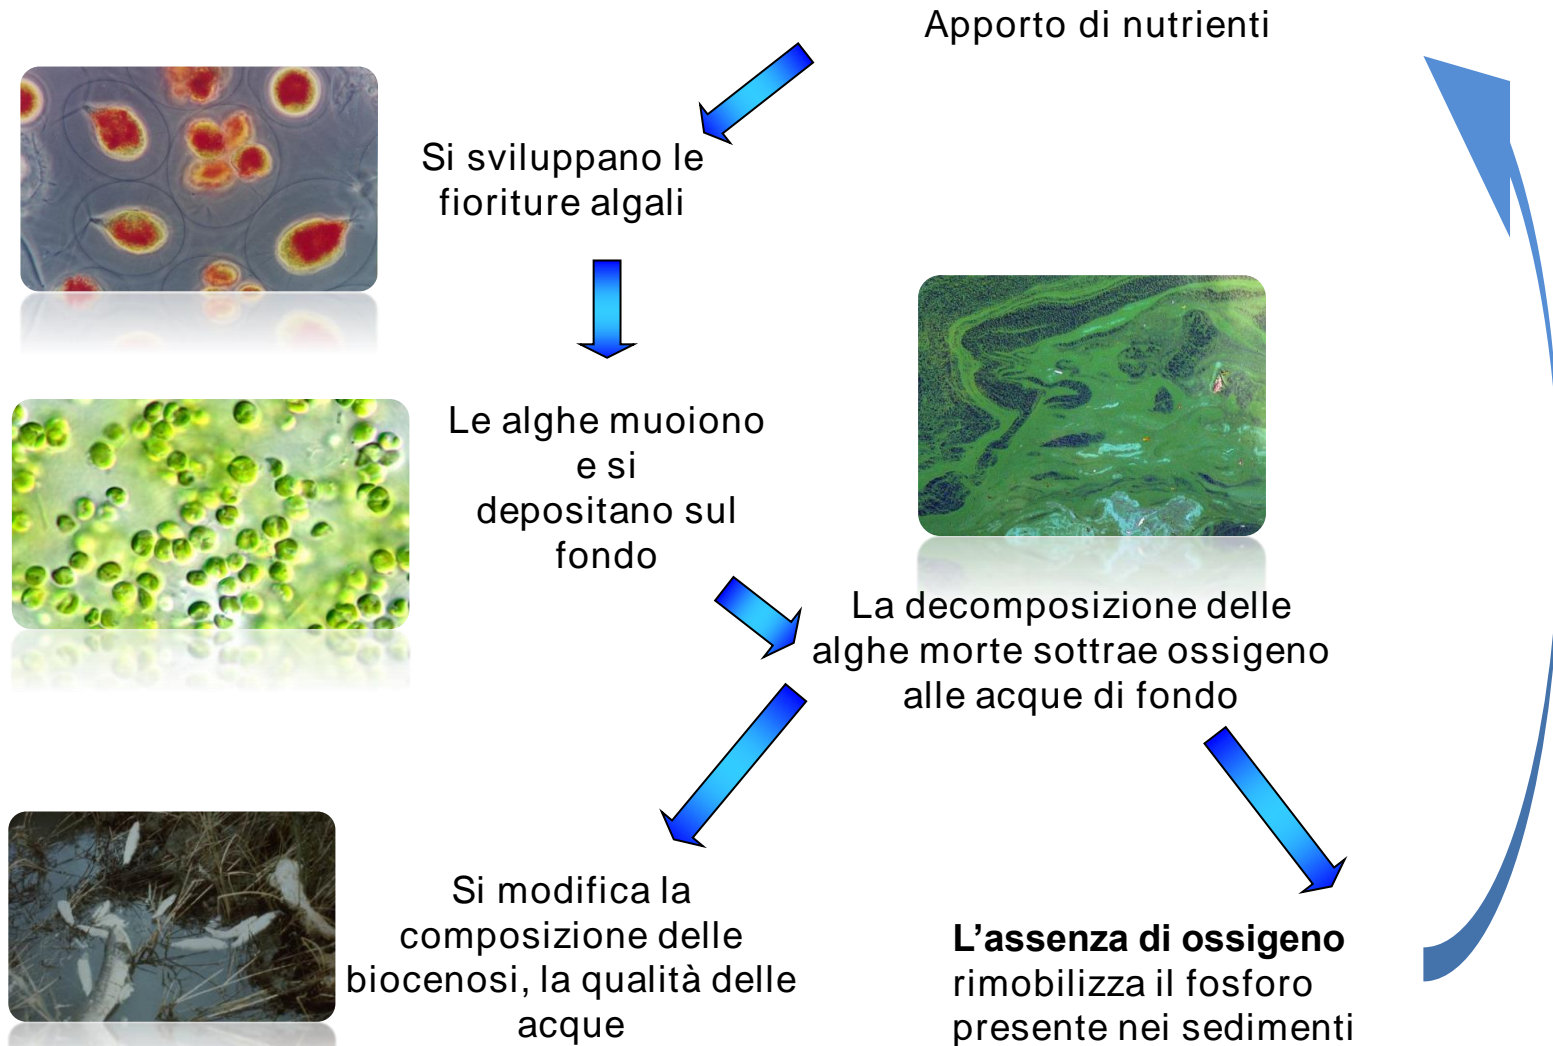 Apporto di nutrienti
Si sviluppano le
fioriture algali
Le alghe muoiono
e si
depositano sul
fondo
La decomposizione delle
alghe morte sottrae ossigeno
alle acque di fondo
Si modifica la
composizione delle
biocenosi, la qualità delle
acque
L’assenza di ossigeno
rimobilizza il fosforo
presente nei sedimenti